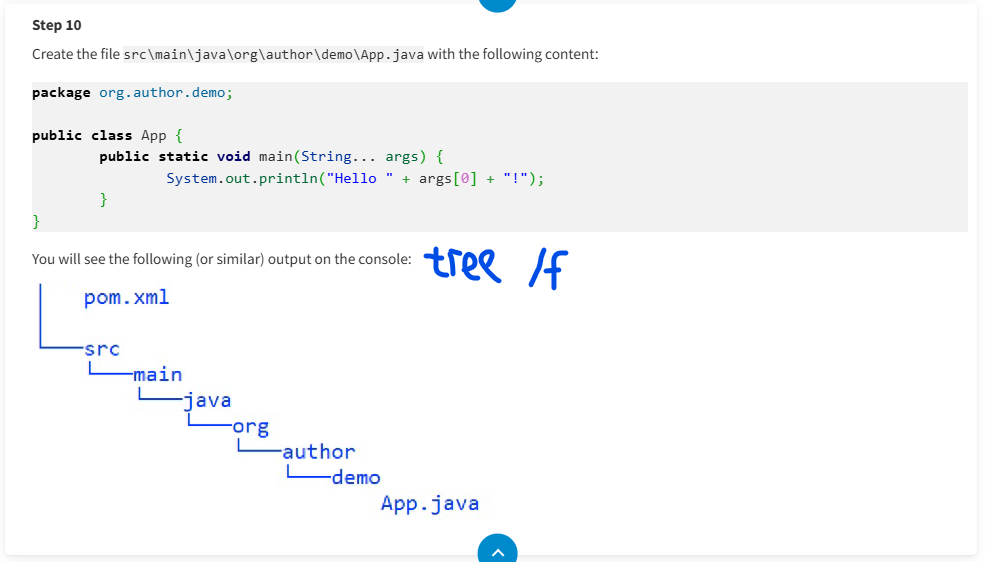 Step 10
Create the file src\main\java\org\author\demo\App.java with the following content:
package org.author.demo;
public class App {
public static void main(String... args) {
System.out.println("Hello " + args[0] + "!");
}
}
You will see the following (or similar) output on the console: tree /f
│   pom.xml
│
└───src
└───main
└───java
└───org
└───author
└───demo
App.java